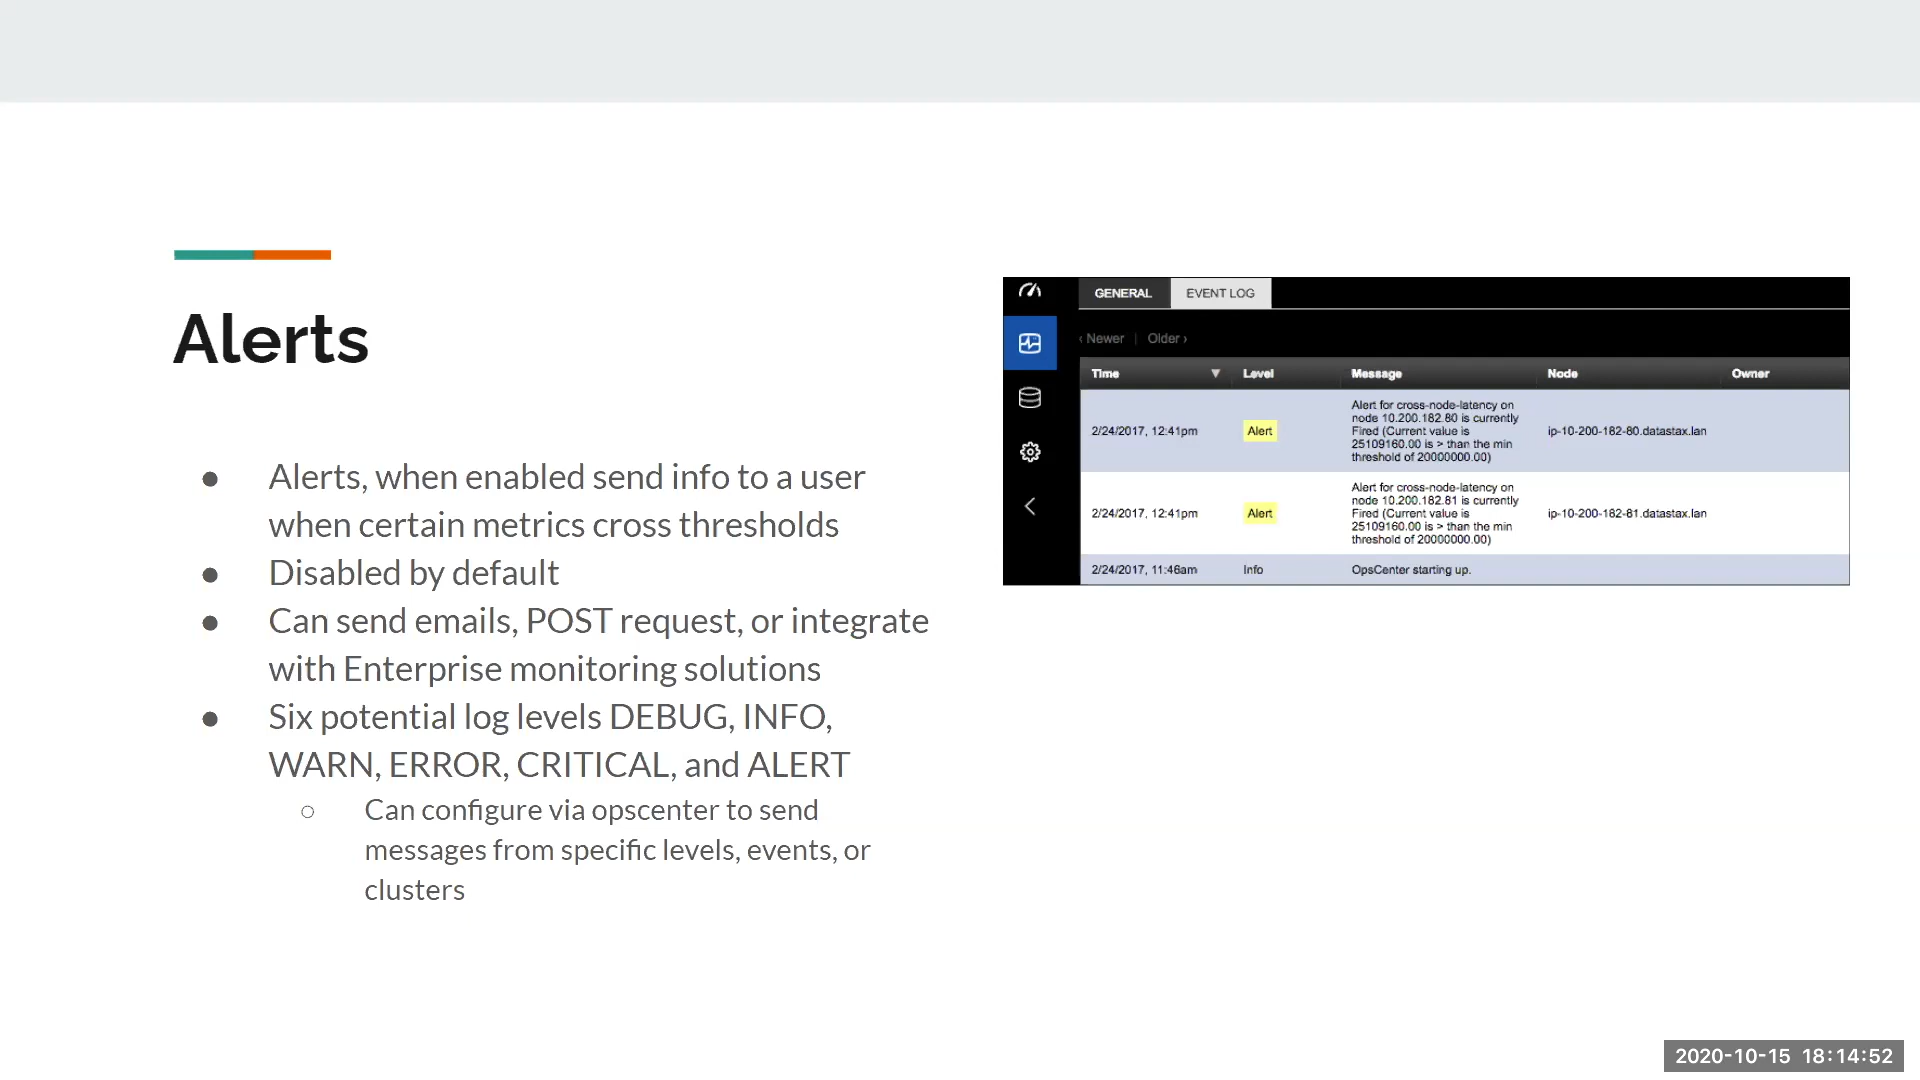 Alerts
● Alerts, when enabled send info to a user
when certain metrics cross thresholds
● Disabled by default
● Can send emails, POST request, or integrate
with Enterprise monitoring solutions
● Six potential log levels DEBUG, INFO,
WARN, ERROR, CRITICAL, and ALERT
○ Can configure via opscenter to send
messages from specific levels, events, or
clusters
GENERAL EVENT LOG
‹ Newer | Older ›
Time ▼ Level Message Node Owner
Alert for cross-node-latency on
node 10.200.182.80 is currently
2/24/2017, 12:41pm Alert Fired (Current value is ip-10-200-182-80.datastax.lan
25109160.00 is > than the min
threshold of 20000000.00)
Alert for cross-node-latency on
node 10.200.182.81 is currently
2/24/2017, 12:41pm Alert Fired (Current value is ip-10-200-182-81.datastax.lan
25109160.00 is > than the min
threshold of 20000000.00)
2/24/2017, 11:46am Info OpsCenter starting up.
2020-10-15 18:14:52